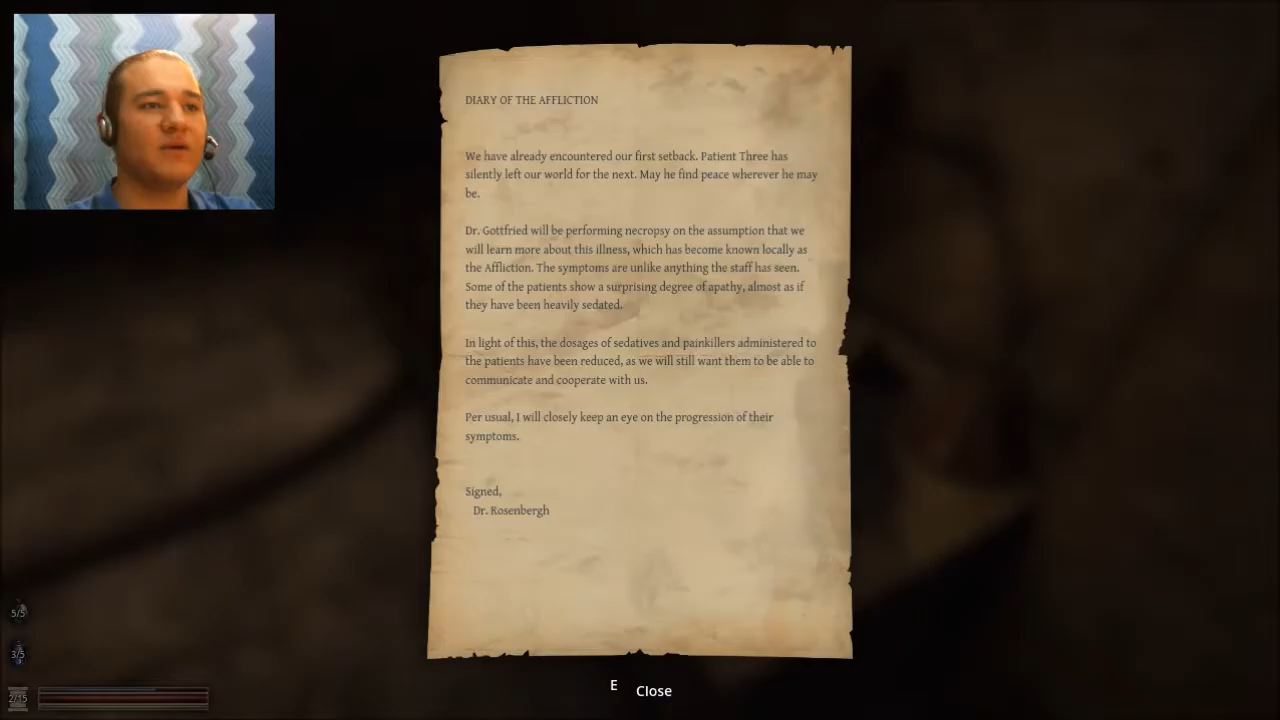 DIARY OF THE AFFLICTION
We have already encountered our first setback. Patient Three has
silently left our world for the next. May he find peace wherever he may
be.
Dr. Gottfried will be performing necropsy on the assumption that we
will learn more about this illness, which has become known locally as
the Affliction. The symptoms are unlike anything the staff has seen.
Some of the patients show a surprising degree of apathy, almost as if
they have been heavily sedated.
In light of this, the dosages of sedatives and painkillers administered to
the patients have been reduced, as we will still want them to be able to
communicate and cooperate with us.
Per usual, I will closely keep an eye on the progression of their
symptoms.
Signed,
Dr. Rosenbergh
5/5
3/5
2/15
E Close